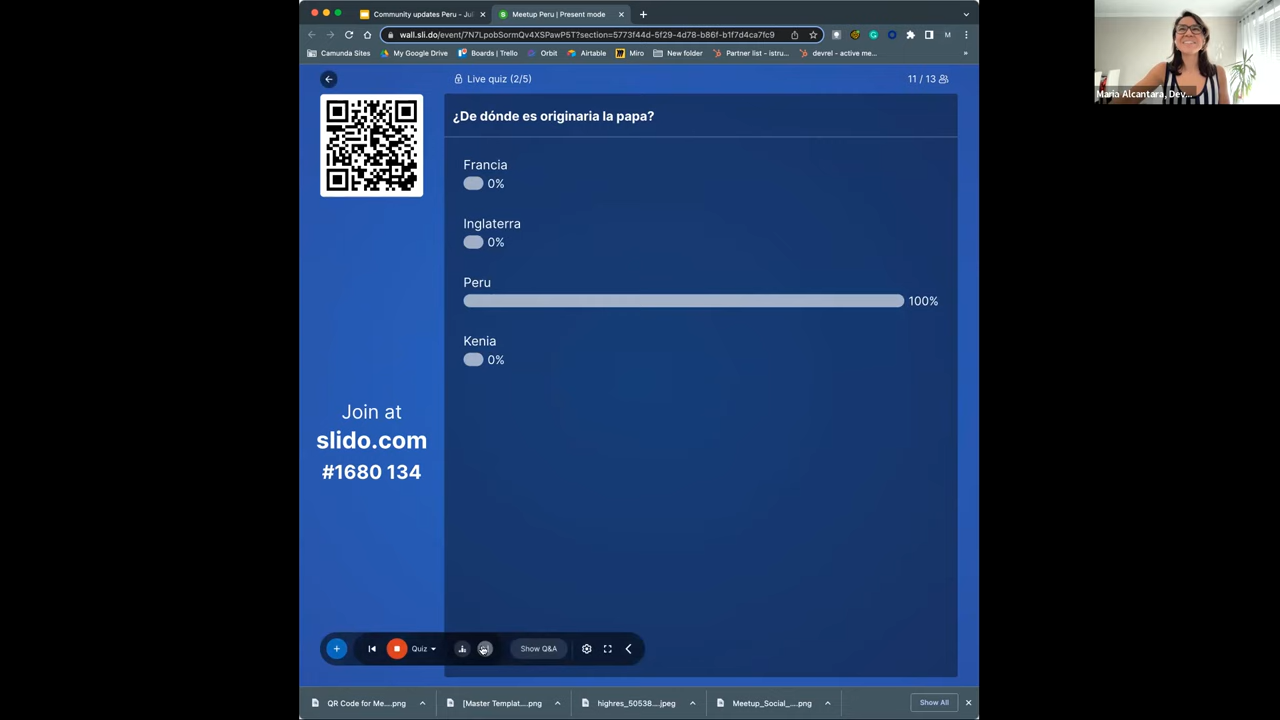 Community updates Peru - Jul
Meetup Peru | Present mode
wall.sli.do/event/7N7LpobSormQv4XSPawP5T?section=5773f44d-5f29-4d78-b86f-b1f7d4ca7fc9
M
Camunda Sites
My Google Drive
Boards | Trello
Orbit
Airtable
Miro
New folder
Partner list - istru...
devrel - active me...
Live quiz (2/5)
11 / 13
¿De dónde es originaria la papa?
Francia
0%
Inglaterra
0%
Peru
100%
Kenia
0%
Join at
slido.com
#1680 134
Quiz
Show Q&A
QR Code for Me....png
[Master Templat....png
highres_50538....jpeg
Meetup_Social_....png
Show All
Maria Alcantara, Dev...